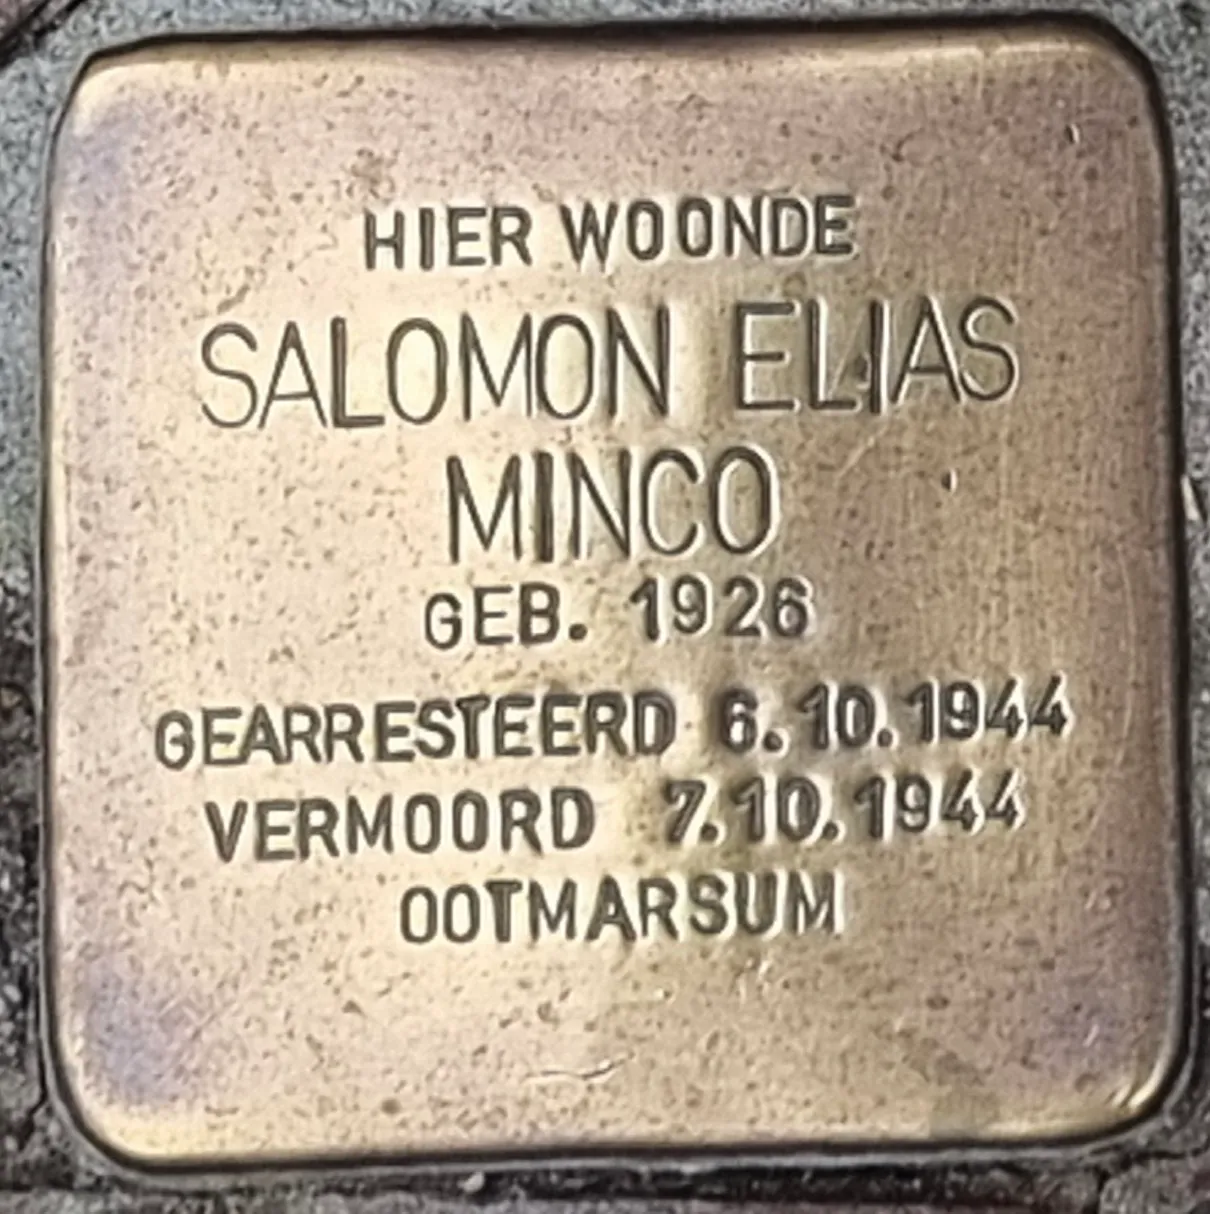 HIER WOONDE
SALOMON ELIAS
MINCO
GEB. 1926
GEARRESTEERD 6.10.1944
VERMOORD 7.10.1944
OOTMARSUM